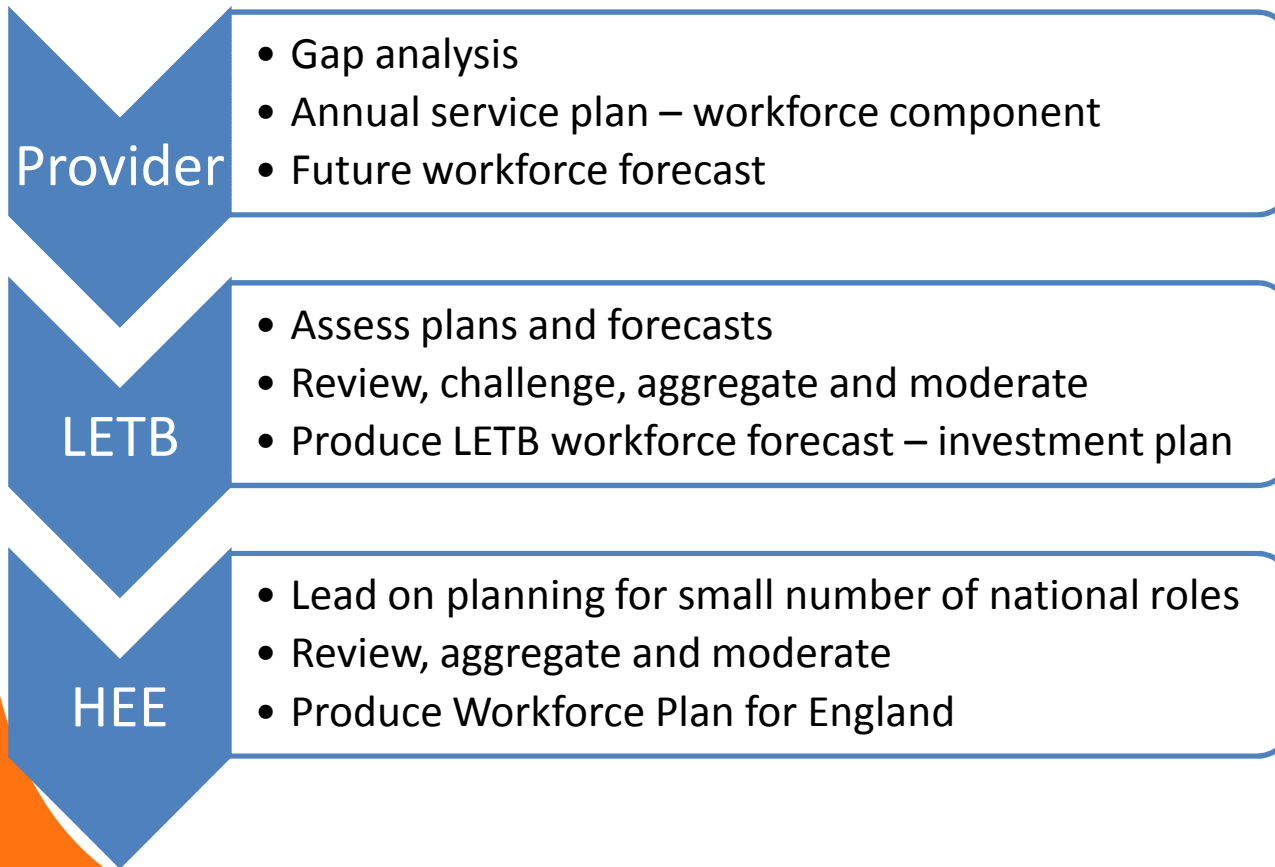 Provider
• Gap analysis
• Annual service plan – workforce component
• Future workforce forecast
LETB
• Assess plans and forecasts
• Review, challenge, aggregate and moderate
• Produce LETB workforce forecast – investment plan
HEE
• Lead on planning for small number of national roles
• Review, aggregate and moderate
• Produce Workforce Plan for England